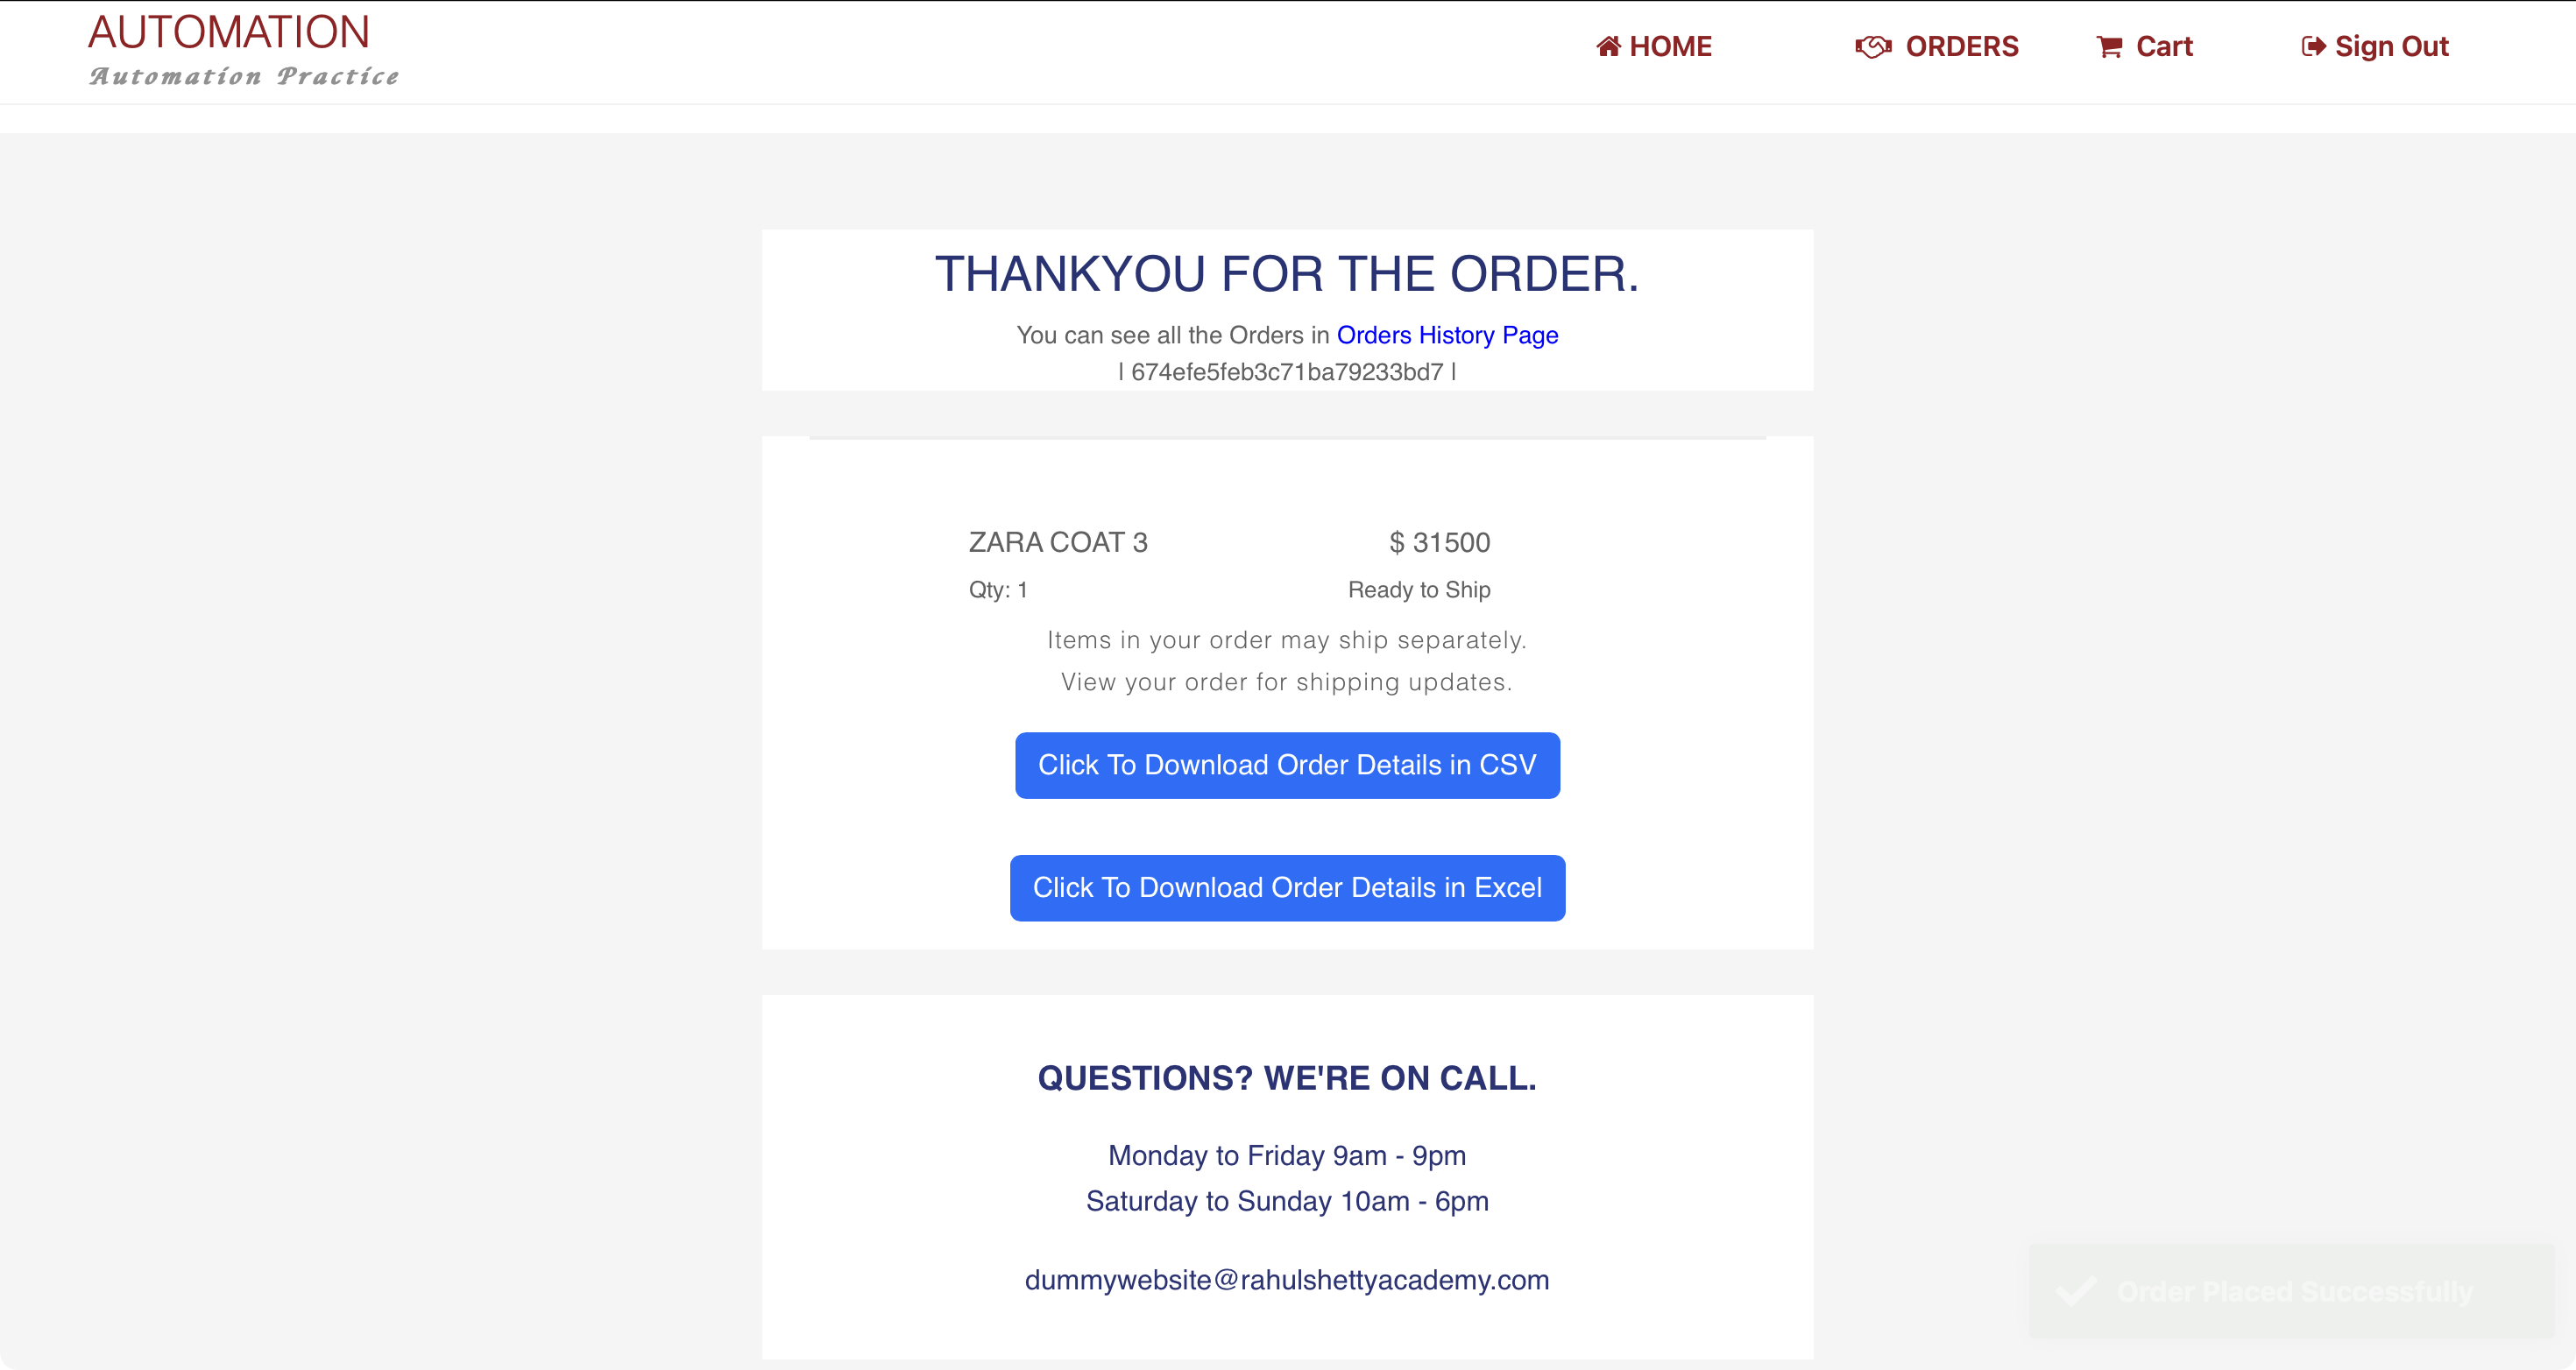 AUTOMATION
Automation Practice
HOME
ORDERS
Cart
Sign Out
THANKYOU FOR THE ORDER.
You can see all the Orders in Orders History Page
| 674efe5feb3c71ba79233bd7 |
ZARA COAT 3
$ 31500
Qty: 1
Ready to Ship
Items in your order may ship separately.
View your order for shipping updates.
Click To Download Order Details in CSV
Click To Download Order Details in Excel
QUESTIONS? WE'RE ON CALL.
Monday to Friday 9am - 9pm
Saturday to Sunday 10am - 6pm
dummywebsite@rahulshettyacademy.com
Order Placed Successfully